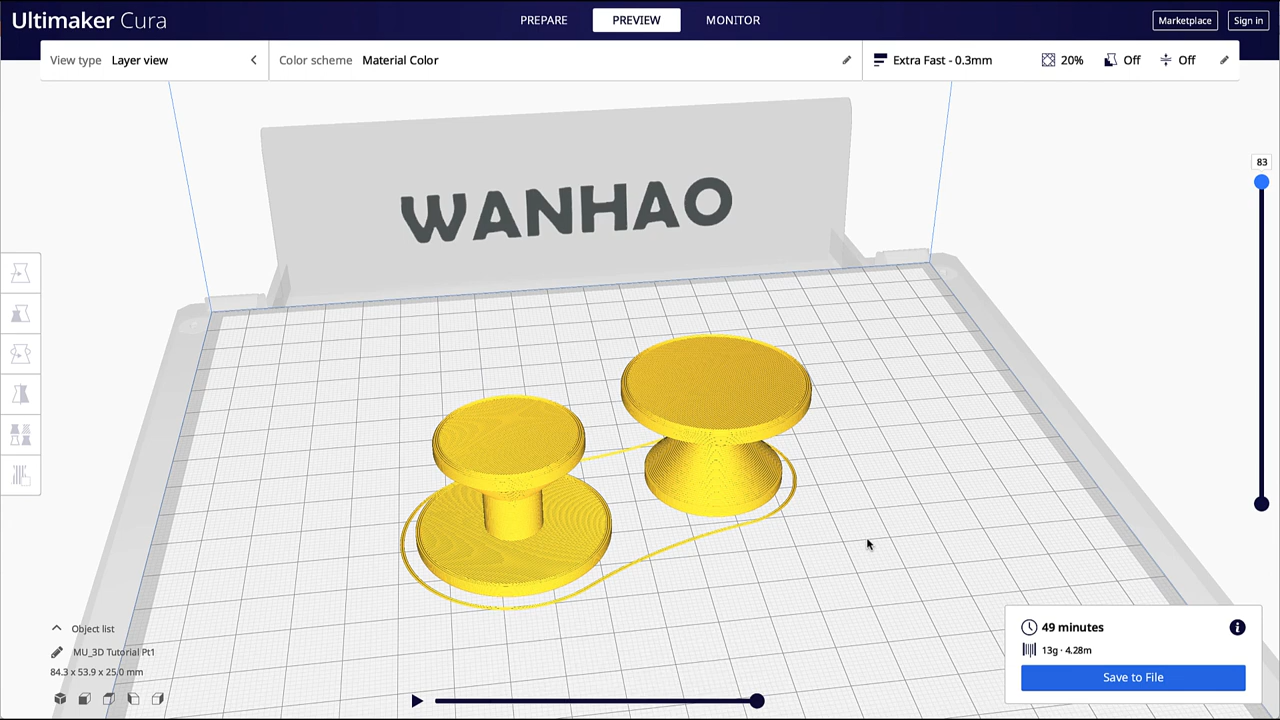 Ultimaker Cura
PREPARE
PREVIEW
MONITOR
Marketplace
Sign in
View type Layer view
Color scheme Material Color
Extra Fast - 0.3mm
20%
Off
Off
WANHAO
83
Object list
MU_3D Tutorial Pt1
84.3 x 53.9 x 25.0 mm
49 minutes
13g · 4.28m
Save to File